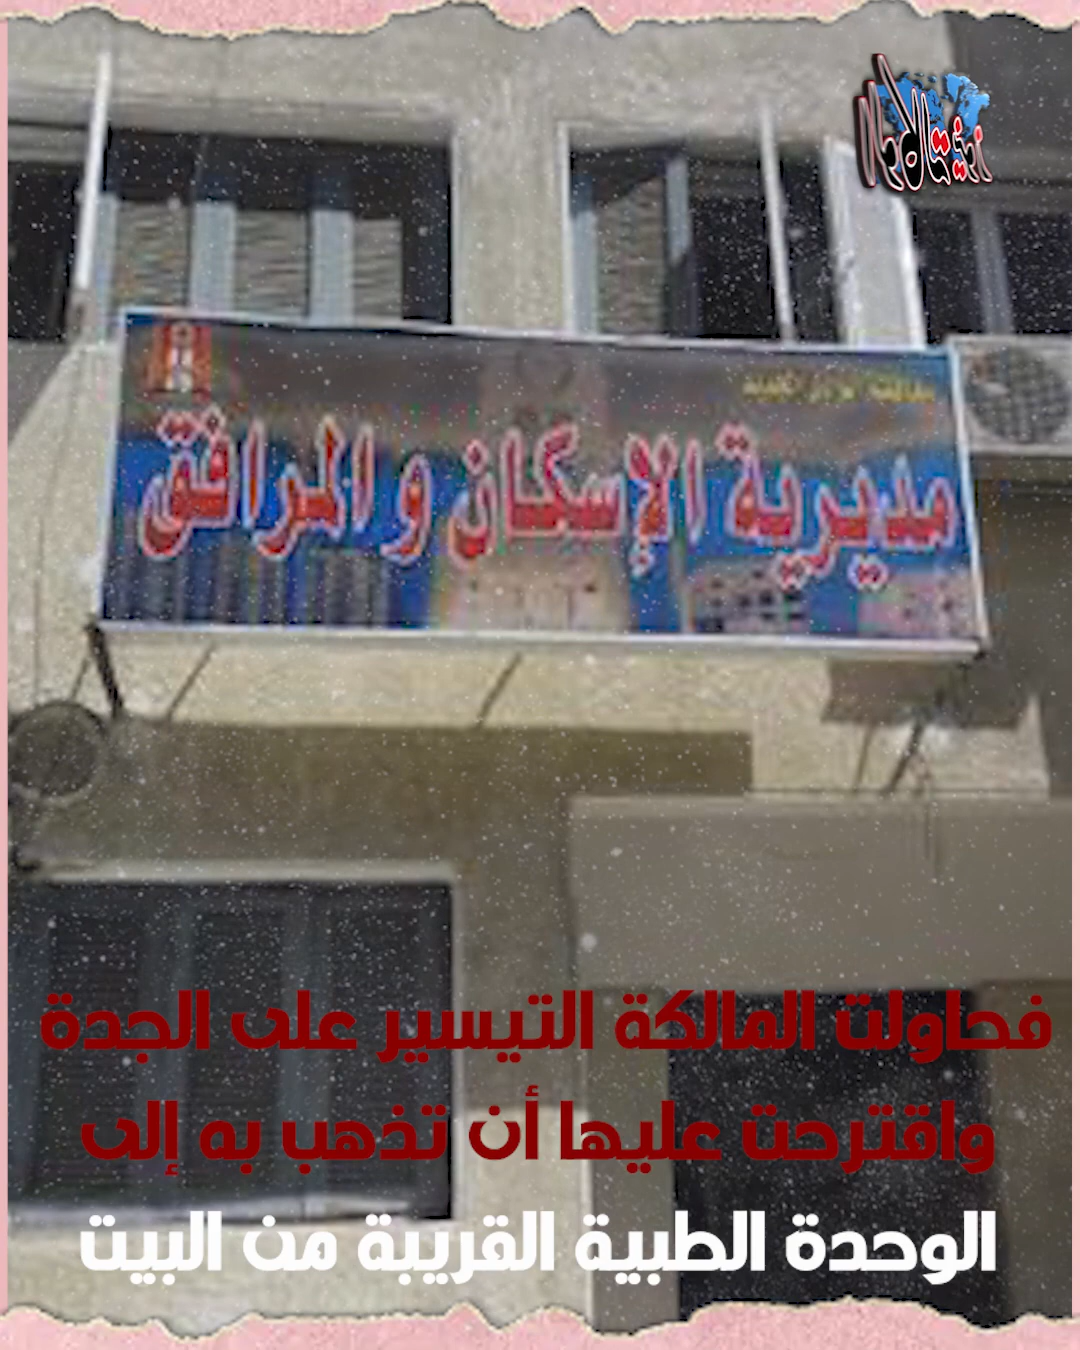 مديرية الإسكان و المرافق
فحاولت المالكة التيسير على الجدة
واقترحت عليها أن تذهب به إلى
الوحدة الطبية القريبة من البيت